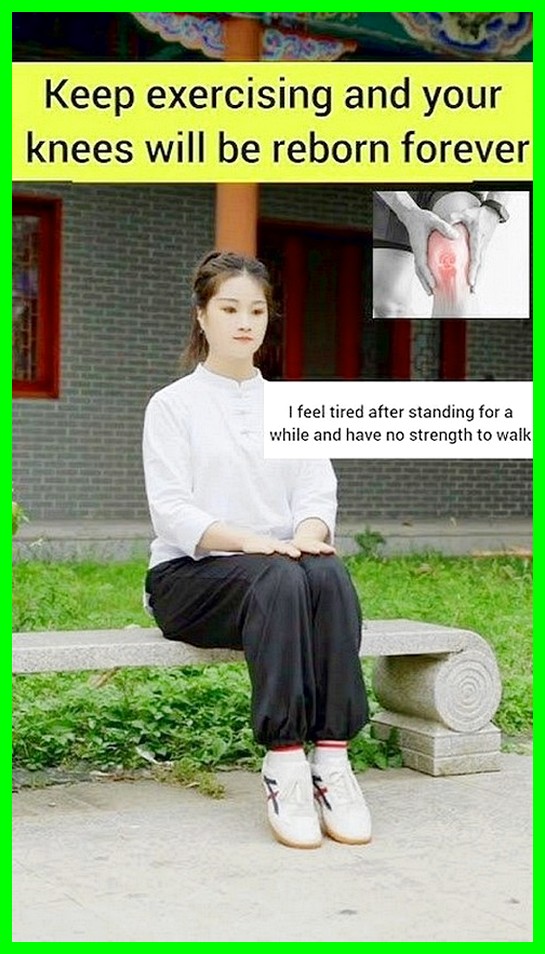 Keep exercising and your
knees will be reborn forever
I feel tired after standing for a
while and have no strength to walk